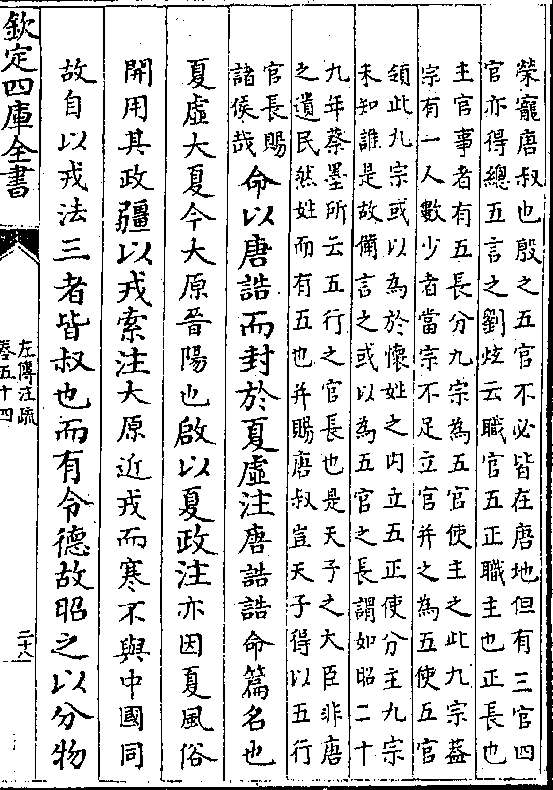 榮寵唐叔也殷之五官不必皆在唐地但有三官四
官亦得總五言之劉炫云職官五正職主也正長也
主官事者有五長分九宗為五官使主之此九宗蓋
宗有一人數少者當宗不足立官并之為五使五官
領此九宗或以為於懷姓之内立五正使分主九宗
未知誰是故備言之或以為五官之長謂如昭二十
九年蔡墨所云五行之官長也是天子之大臣非唐
之遺民然姓而有五也并賜唐叔豈天子得以五行
官長賜
諸侯哉
命以唐誥而封於夏虛注唐誥誥命篇名也
夏虛大夏今大原晉陽也啟以夏政注亦因夏風俗
開用其政疆以戎索注大原近戎而寒不與中國同
故自以戎法三者皆叔也而有令德故昭之以分物
欽定四庫全書
左傳注疏
卷五十四
二十八